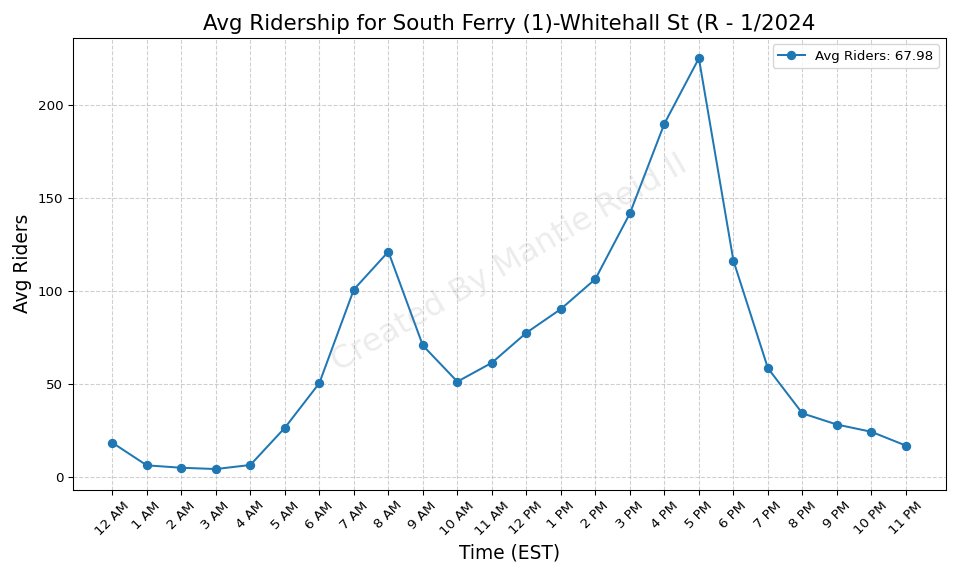 Avg Ridership for South Ferry (1)-Whitehall St (R - 1/2024
Avg Riders: 67.98
Avg Riders
200
150
100
50
0
Created By Mantie Reid II
12 AM
1 AM
2 AM
3 AM
4 AM
5 AM
6 AM
7 AM
8 AM
9 AM
10 AM
11 AM
12 PM
1 PM
2 PM
3 PM
4 PM
5 PM
6 PM
7 PM
8 PM
9 PM
10 PM
11 PM
Time (EST)